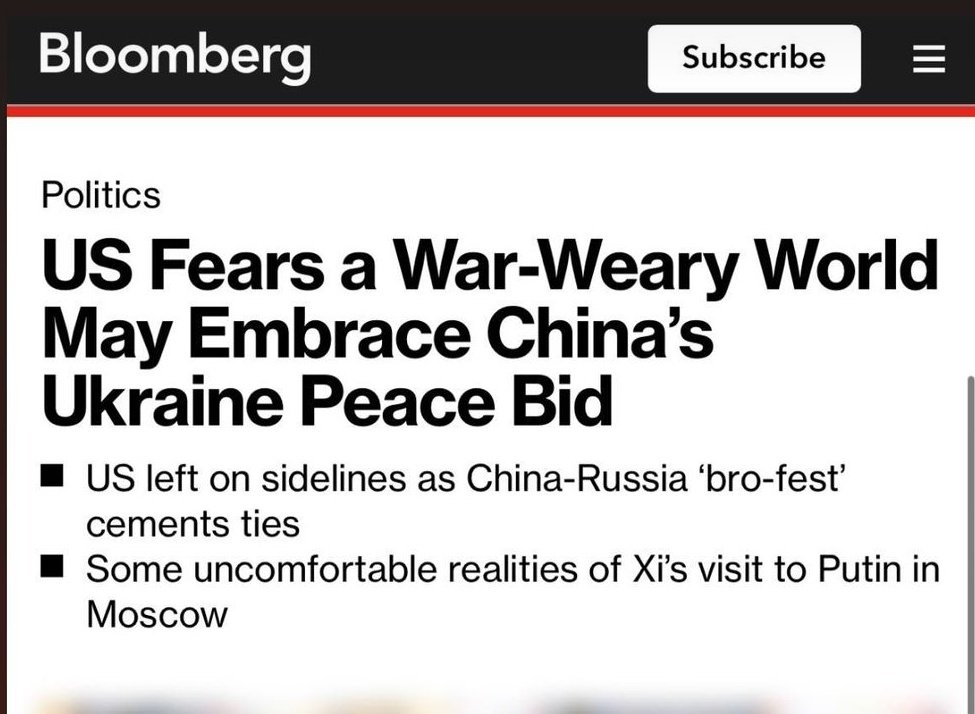 Bloomberg
Subscribe
Politics
US Fears a War-Weary World
May Embrace China’s
Ukraine Peace Bid
US left on sidelines as China-Russia ‘bro-fest’
cements ties
Some uncomfortable realities of Xi’s visit to Putin in
Moscow